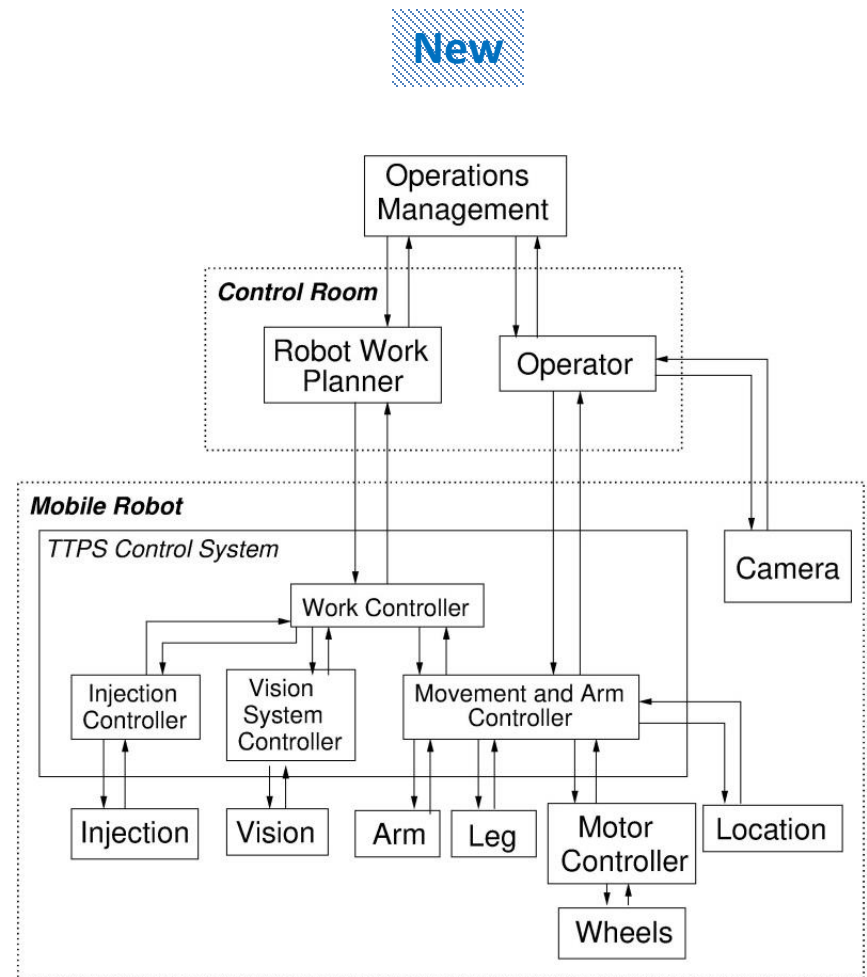 New
Operations
Management
Control Room
Robot Work
Planner
Operator
Mobile Robot
TTPS Control System
Camera
Work Controller
Injection
Controller
Vision
System
Controller
Movement and Arm
Controller
Injection
Vision
Arm
Leg
Motor
Controller
Location
Wheels